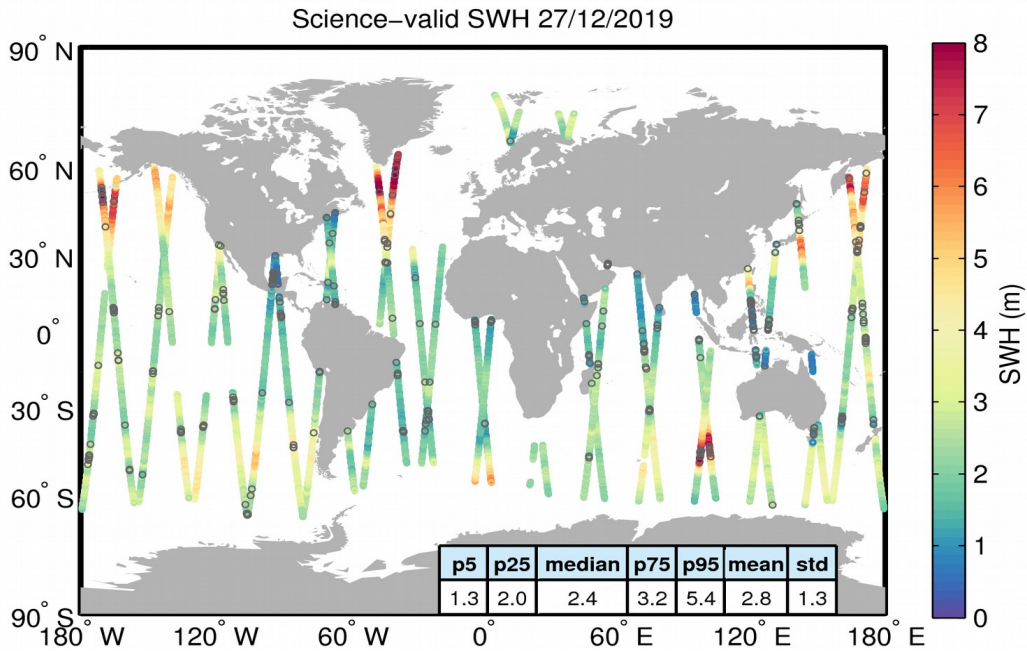 Science−valid SWH 27/12/2019
90° N
60° N
30° N
0°
30° S
60° S
90° S
180° W
120° W
60° W
0°
60° E
120° E
180° E
p5 p25 median p75 p95 mean std
1.3 2.0 2.4 3.2 5.4 2.8 1.3
8
7
6
5
4
3
2
1
0
SWH (m)